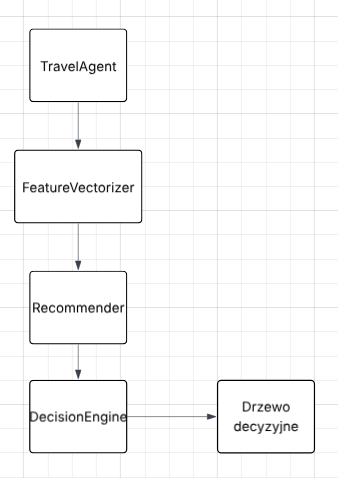 TravelAgent
FeatureVectorizer
Recommender
DecisionEngine
Drzewo
decyzyjne